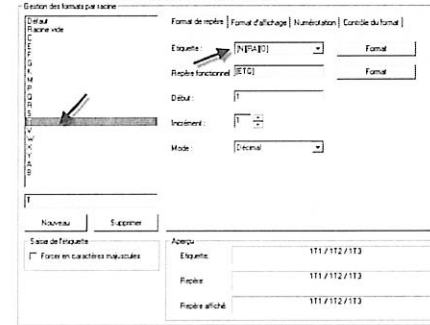 Gestion des formats par racine
Défaut
Racine vide
C
E
F
G
K
M
P
Q
R
S
T
V
W
X
Y
A
B
T
Nouveau
Supprimer
Saisie de l'étiquette
Forcer en caractères majuscules
Format de repère
Format d'affichage
Numérotation
Contrôle du format
Etiquette :
Format
Repère fonctionnel
Format
Début :
1
Incrément :
1
Mode :
Décimal
Aperçu
Etiquette:
1T1 / 1T2 / 1T3
Repère:
1T1 / 1T2 / 1T3
Repère affiché:
1T1 / 1T2 / 1T3